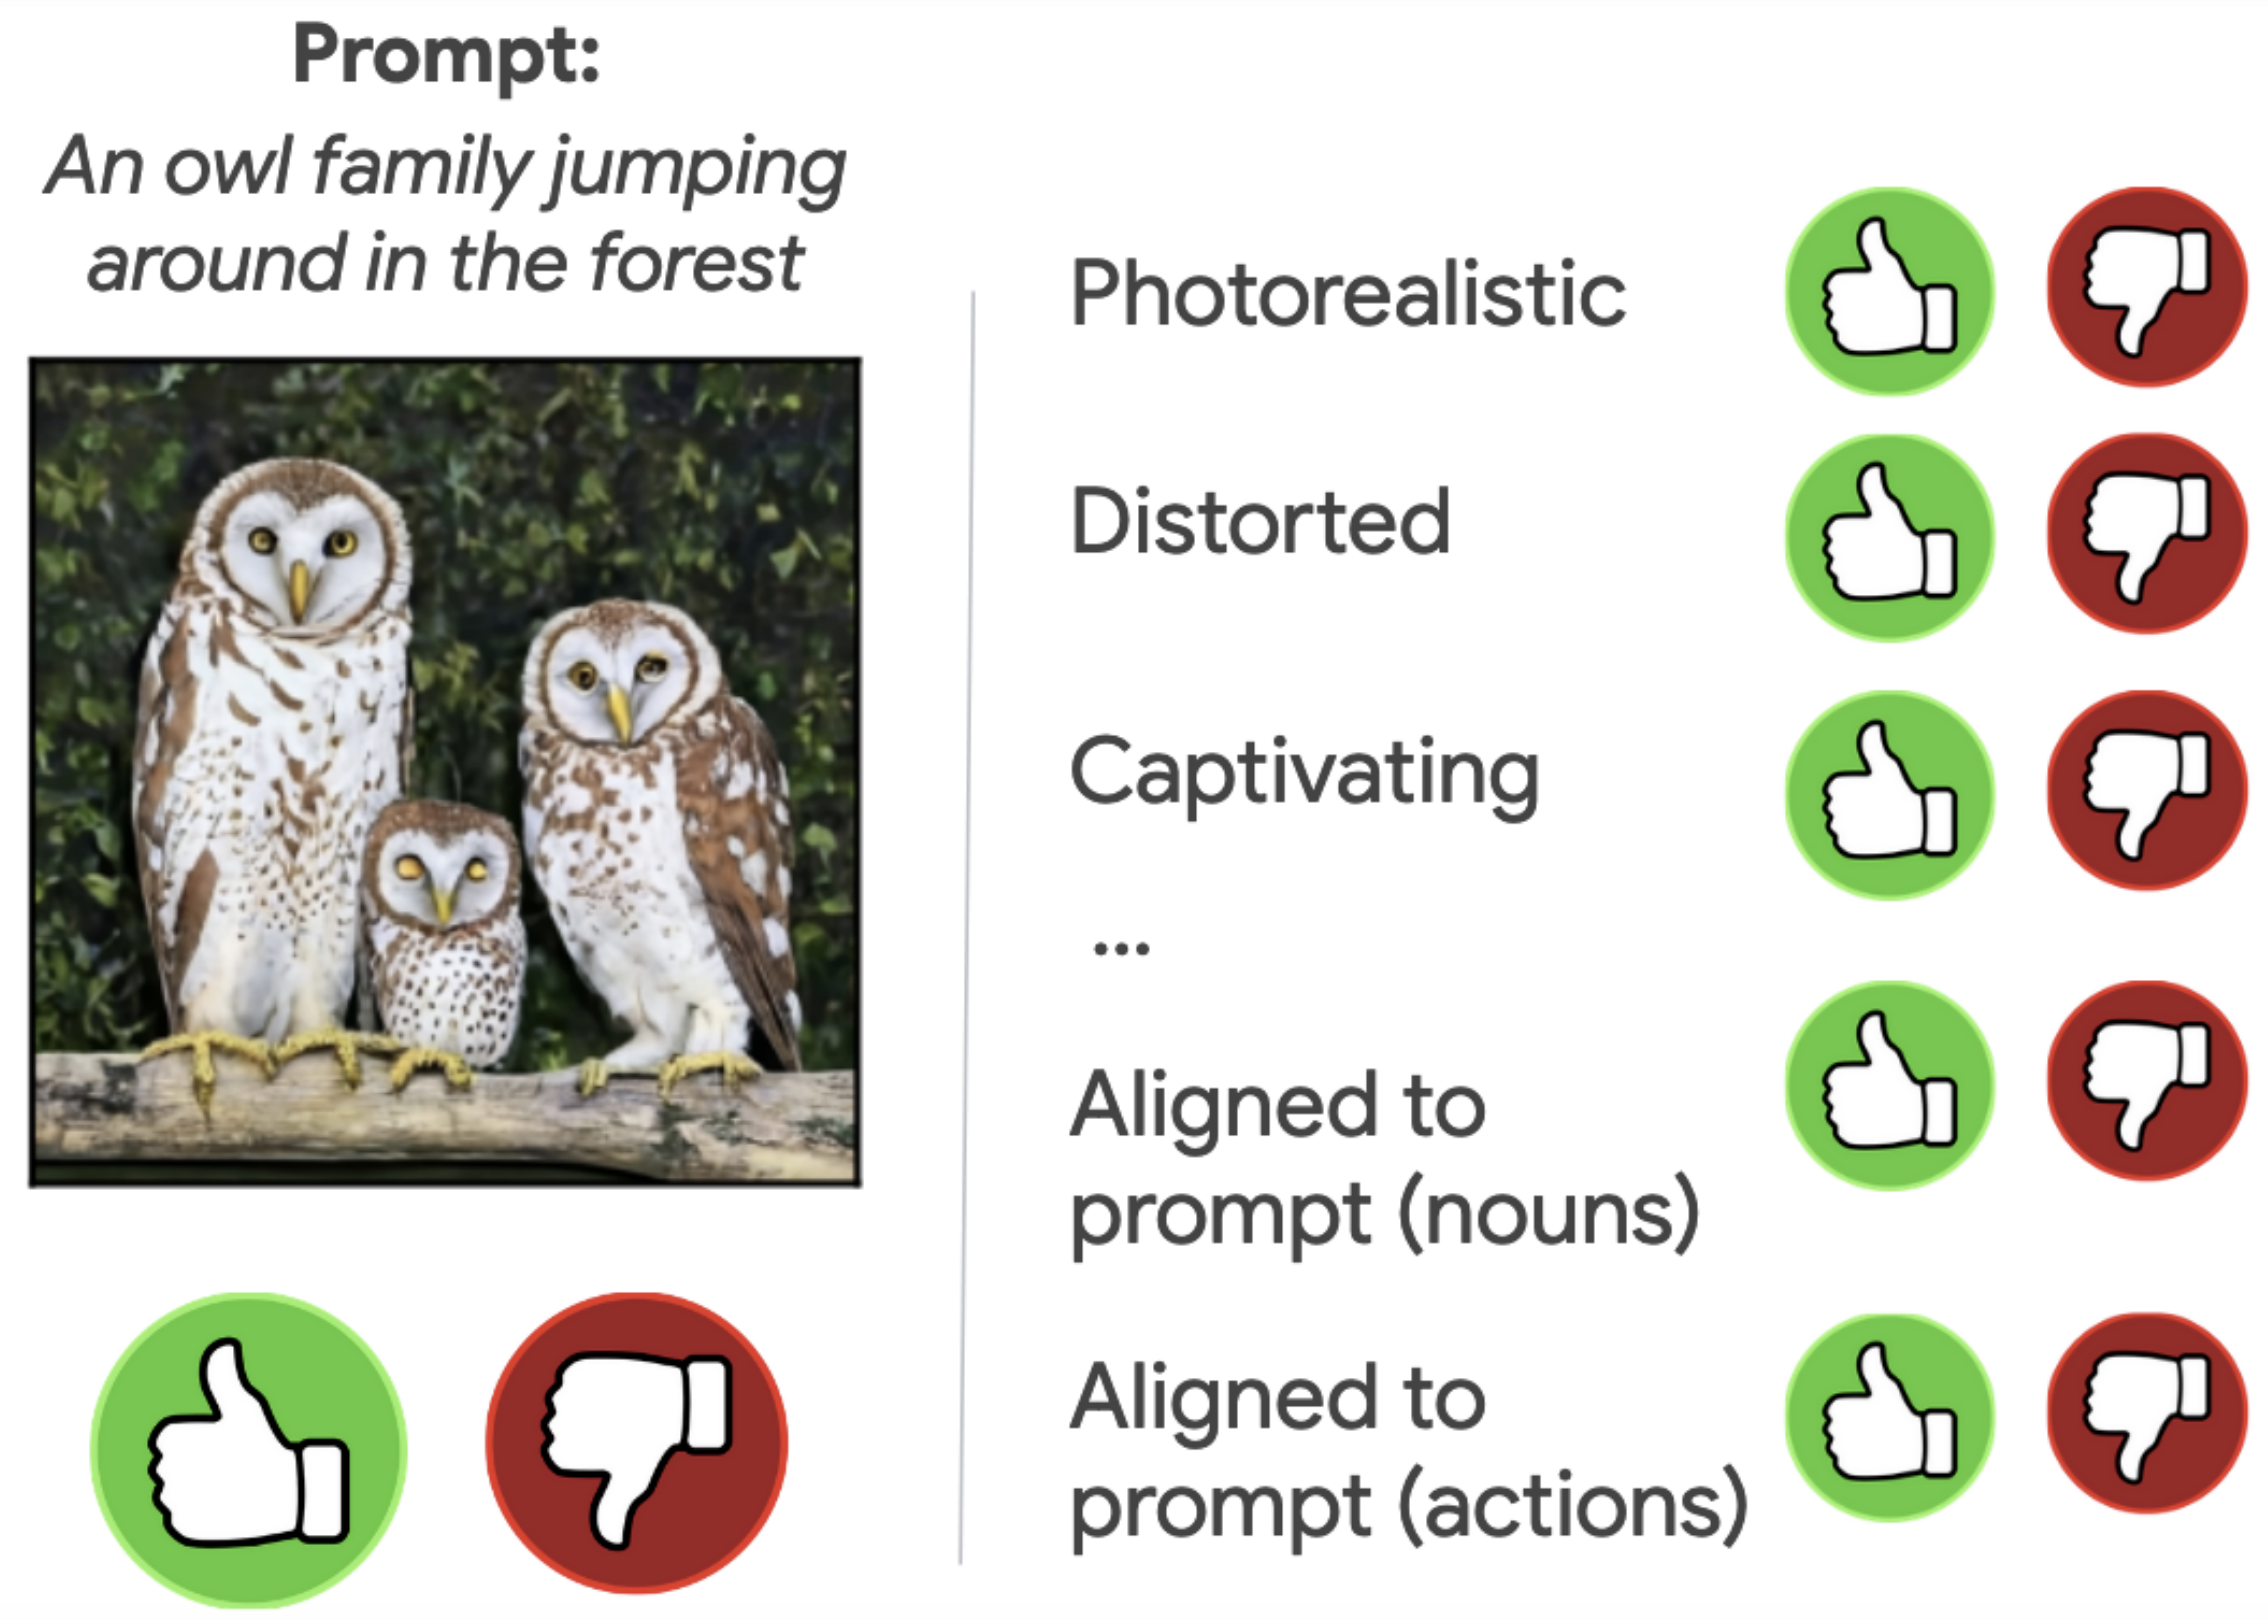 Prompt:
An owl family jumping
around in the forest
Photorealistic
Distorted
Captivating
...
Aligned to
prompt (nouns)
Aligned to
prompt (actions)